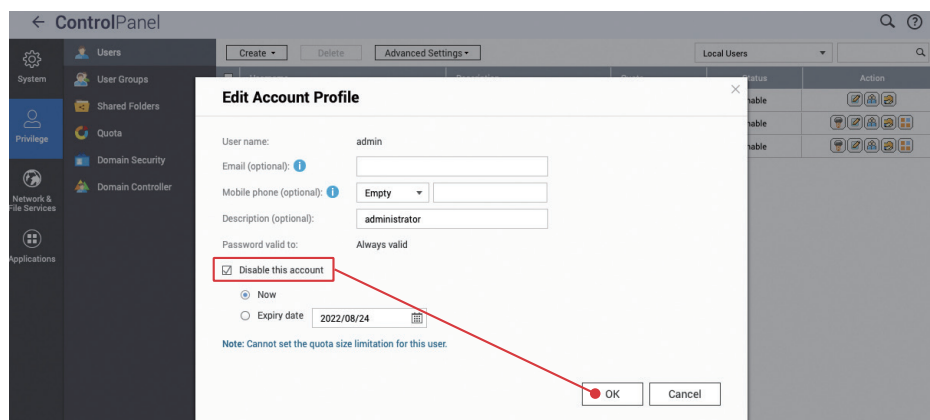 ControlPanel
System
Privilege
Network &
File Services
Applications
Users
User Groups
Shared Folders
Quota
Domain Security
Domain Controller
Create
Delete
Advanced Settings
Local Users
Action
Edit Account Profile
User name: admin
Email (optional):
Mobile phone (optional): Empty
Description (optional): administrator
Password valid to: Always valid
Disable this account
Now
Expiry date 2022/08/24
Note: Cannot set the quota size limitation for this user.
OK Cancel